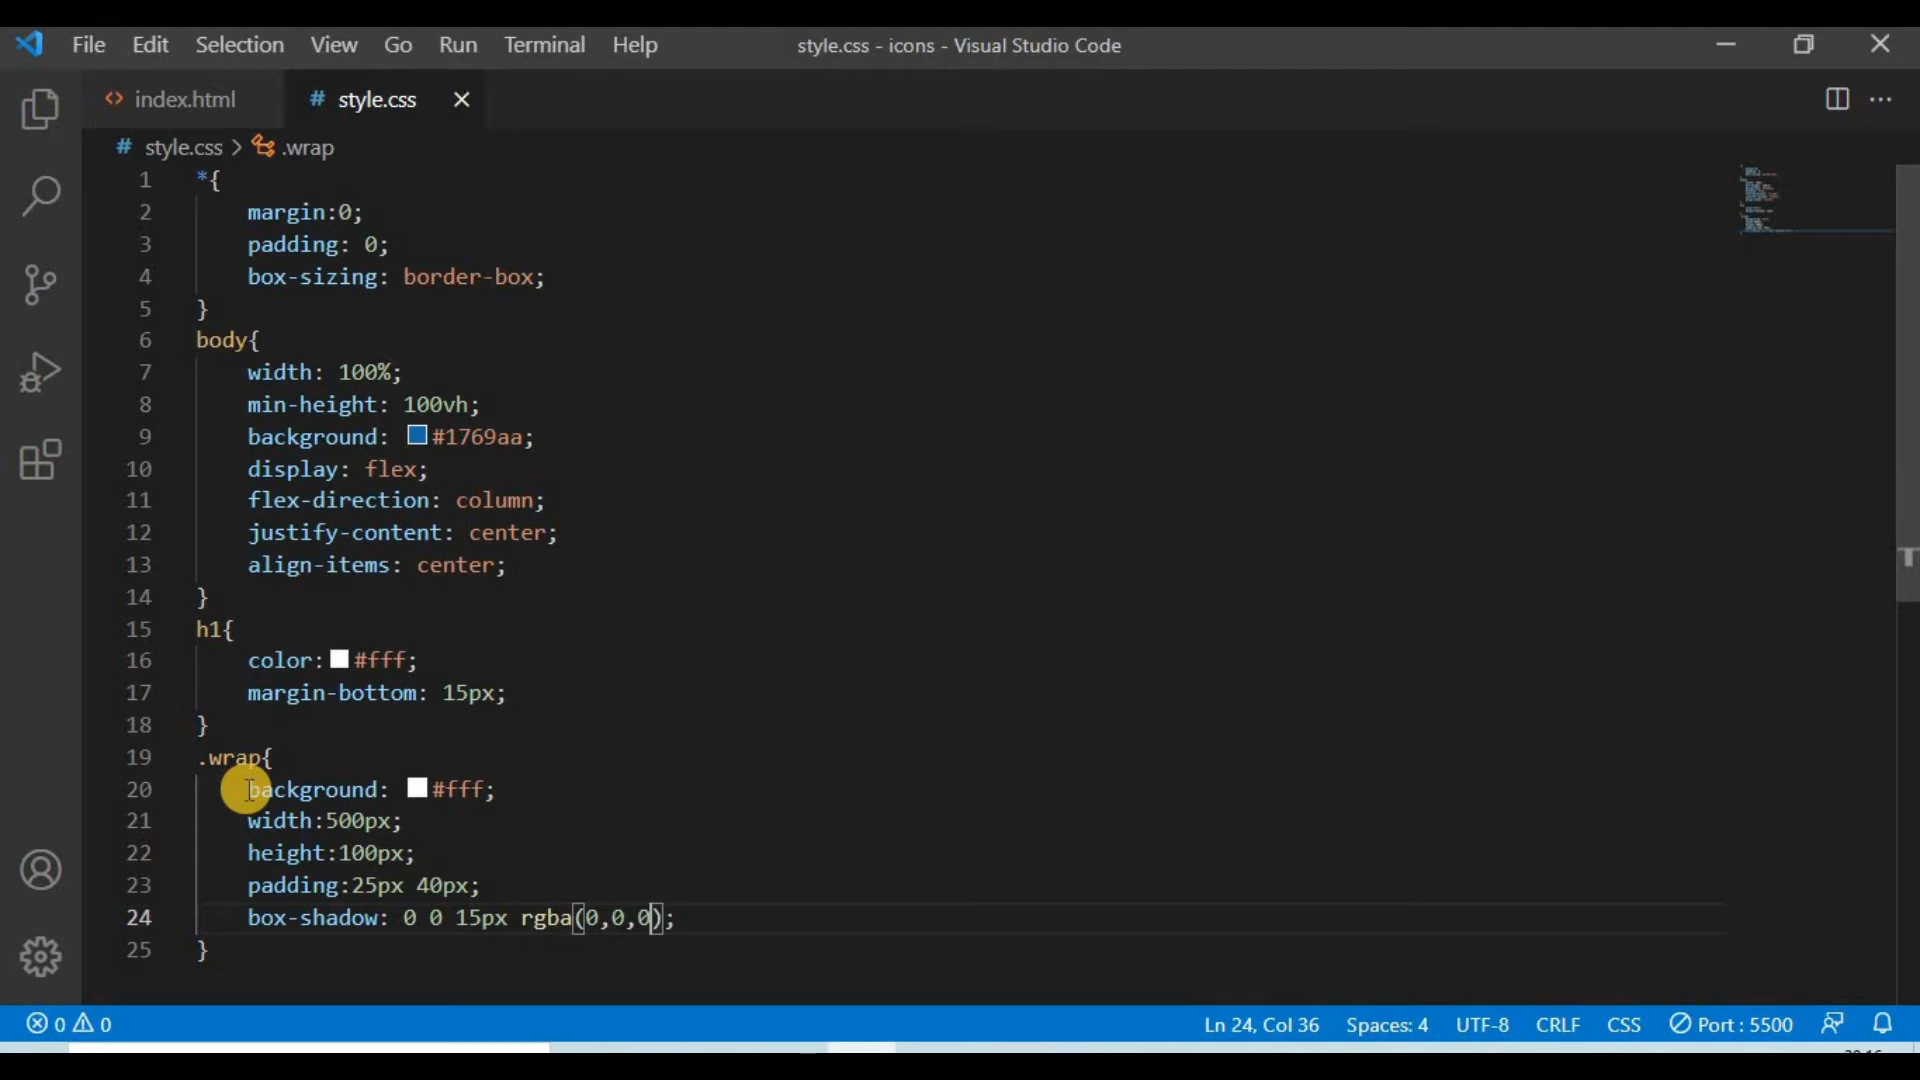 File Edit Selection View Go Run Terminal Help style.css - icons - Visual Studio Code
index.html # style.css
# style.css > .wrap
1 *{
2 margin:0;
3 padding: 0;
4 box-sizing: border-box;
5 }
6 body{
7 width: 100%;
8 min-height: 100vh;
9 background: #1769aa;
10 display: flex;
11 flex-direction: column;
12 justify-content: center;
13 align-items: center;
14 }
15 h1{
16 color: #fff;
17 margin-bottom: 15px;
18 }
19 .wrap{
20 background: #fff;
21 width:500px;
22 height:100px;
23 padding:25px 40px;
24 box-shadow: 0 0 15px rgba(0,0,0);
25 }
0 0 Ln 24, Col 36 Spaces: 4 UTF-8 CRLF CSS Port : 5500